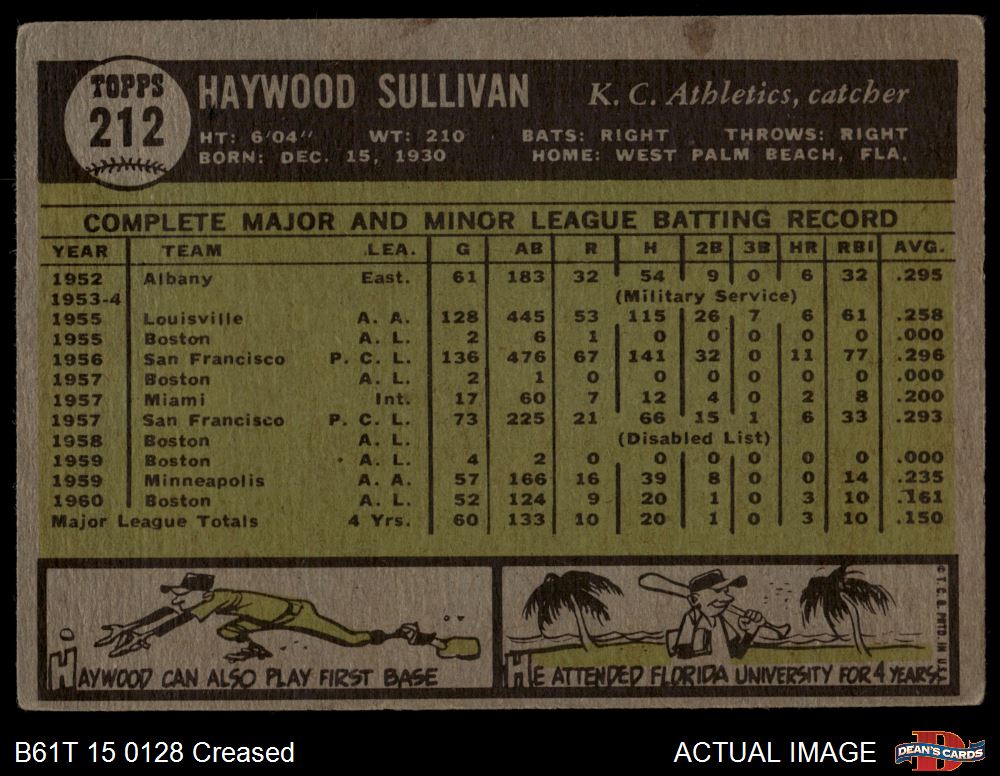 TOPPS
212
HAYWOOD SULLIVAN K. C. Athletics, catcher
HT: 6'04" WT: 210 BATS: RIGHT THROWS: RIGHT
BORN: DEC. 15, 1930 HOME: WEST PALM BEACH, FLA.
COMPLETE MAJOR AND MINOR LEAGUE BATTING RECORD
YEAR TEAM LEA. G AB R H 2B 3B HR RBI AVG.
1952 Albany East. 61 183 32 54 9 0 6 32 .295
1953-4 (Military Service)
1955 Louisville A. A. 128 445 53 115 26 7 6 61 .258
1955 Boston A. L. 2 6 1 0 0 0 0 0 .000
1956 San Francisco P. C. L. 136 476 67 141 32 0 11 77 .296
1957 Boston A. L. 2 1 0 0 0 0 0 0 .000
1957 Miami Int. 17 60 7 12 4 0 2 8 .200
1957 San Francisco P. C. L. 73 225 21 66 15 1 6 33 .293
1958 Boston A. L. (Disabled List)
1959 Boston A. L. 4 2 0 0 0 0 0 0 .000
1959 Minneapolis A. A. 57 166 16 39 8 0 0 14 .235
1960 Boston A. L. 52 124 9 20 1 0 3 10 .161
Major League Totals 4 Yrs. 60 133 10 20 1 0 3 10 .150
HAYWOOD CAN ALSO PLAY FIRST BASE
HE ATTENDED FLORIDA UNIVERSITY FOR 4 YEARS
©T.C.G. PRTD. IN U.S.
B61T 15 0128 Creased
ACTUAL IMAGE
DEAN'S CARDS